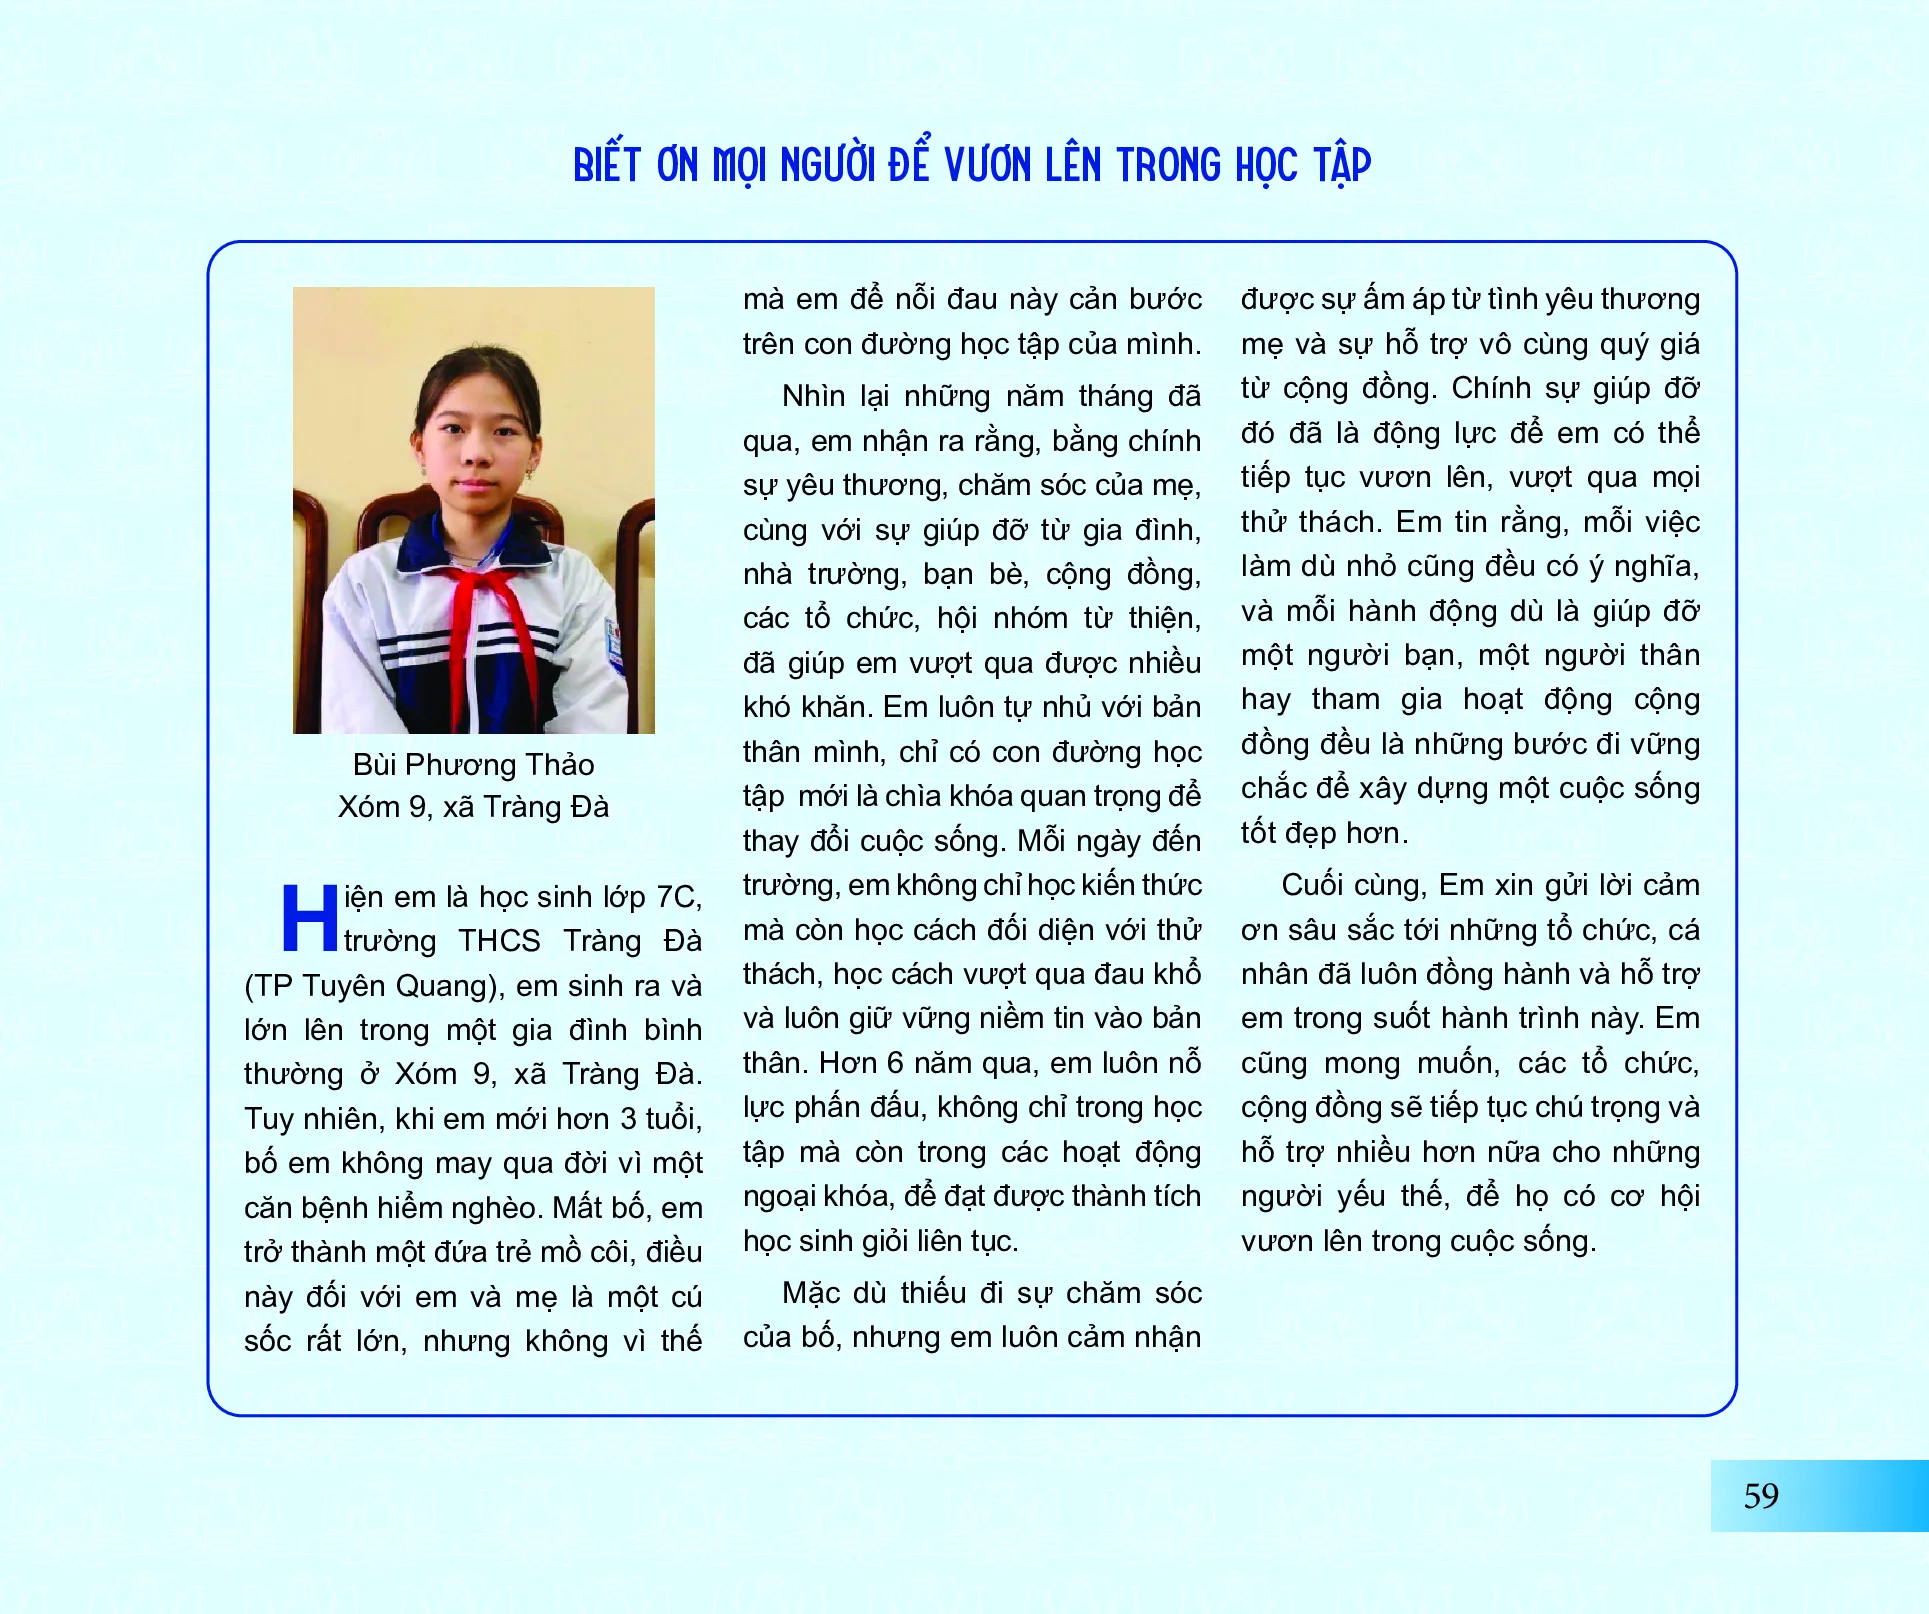 BIẾT ƠN MỌI NGƯỜI ĐỂ VƯƠN LÊN TRONG HỌC TẬP
Bùi Phương Thảo
Xóm 9, xã Tràng Đà
Hiện em là học sinh lớp 7C,
trường THCS Tràng Đà
(TP Tuyên Quang), em sinh ra và
lớn lên trong một gia đình bình
thường ở Xóm 9, xã Tràng Đà.
Tuy nhiên, khi em mới hơn 3 tuổi,
bố em không may qua đời vì một
căn bệnh hiểm nghèo. Mất bố, em
trở thành một đứa trẻ mồ côi, điều
này đối với em và mẹ là một cú
sốc rất lớn, nhưng không vì thế
mà em để nỗi đau này cản bước
trên con đường học tập của mình.
Nhìn lại những năm tháng đã
qua, em nhận ra rằng, bằng chính
sự yêu thương, chăm sóc của mẹ,
cùng với sự giúp đỡ từ gia đình,
nhà trường, bạn bè, cộng đồng,
các tổ chức, hội nhóm từ thiện,
đã giúp em vượt qua được nhiều
khó khăn. Em luôn tự nhủ với bản
thân mình, chỉ có con đường học
tập mới là chìa khóa quan trọng để
thay đổi cuộc sống. Mỗi ngày đến
trường, em không chỉ học kiến thức
mà còn học cách đối diện với thử
thách, học cách vượt qua đau khổ
và luôn giữ vững niềm tin vào bản
thân. Hơn 6 năm qua, em luôn nỗ
lực phấn đấu, không chỉ trong học
tập mà còn trong các hoạt động
ngoại khóa, để đạt được thành tích
học sinh giỏi liên tục.
Mặc dù thiếu đi sự chăm sóc
của bố, nhưng em luôn cảm nhận
được sự ấm áp từ tình yêu thương
mẹ và sự hỗ trợ vô cùng quý giá
từ cộng đồng. Chính sự giúp đỡ
đó đã là động lực để em có thể
tiếp tục vươn lên, vượt qua mọi
thử thách. Em tin rằng, mỗi việc
làm dù nhỏ cũng đều có ý nghĩa,
và mỗi hành động dù là giúp đỡ
một người bạn, một người thân
hay tham gia hoạt động cộng
đồng đều là những bước đi vững
chắc để xây dựng một cuộc sống
tốt đẹp hơn.
Cuối cùng, Em xin gửi lời cảm
ơn sâu sắc tới những tổ chức, cá
nhân đã luôn đồng hành và hỗ trợ
em trong suốt hành trình này. Em
cũng mong muốn, các tổ chức,
cộng đồng sẽ tiếp tục chú trọng và
hỗ trợ nhiều hơn nữa cho những
người yếu thế, để họ có cơ hội
vươn lên trong cuộc sống.
59